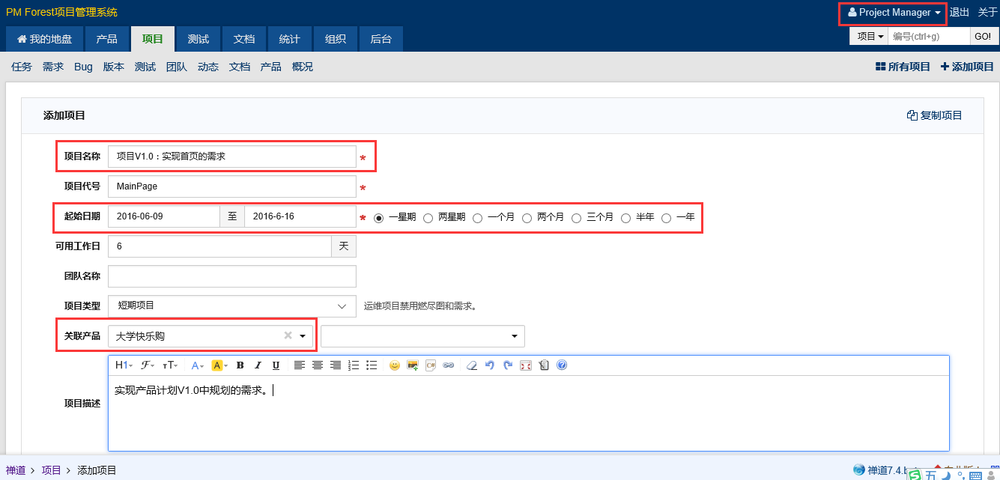 PM Forest项目管理系统
Project Manager 退出 关于
我的地盘 产品 项目 测试 文档 统计 组织 后台
项目 编号(ctrl+g) GO!
任务 需求 Bug 版本 测试 团队 动态 文档 产品 概况
所有项目 添加项目
添加项目 复制项目
项目名称 项目V1.0：实现首页的需求 *
项目代号 MainPage *
起始日期 2016-06-09 至 2016-6-16 * 一星期 两星期 一个月 两个月 三个月 半年 一年
可用工作日 6 天
团队名称
项目类型 短期项目 运维项目禁用燃尽图和需求。
关联产品 大学快乐购
H1 F TT A A B I U
项目描述 实现产品计划V1.0中规划的需求。
禅道 > 项目 > 添加项目
禅道7.4.b
五